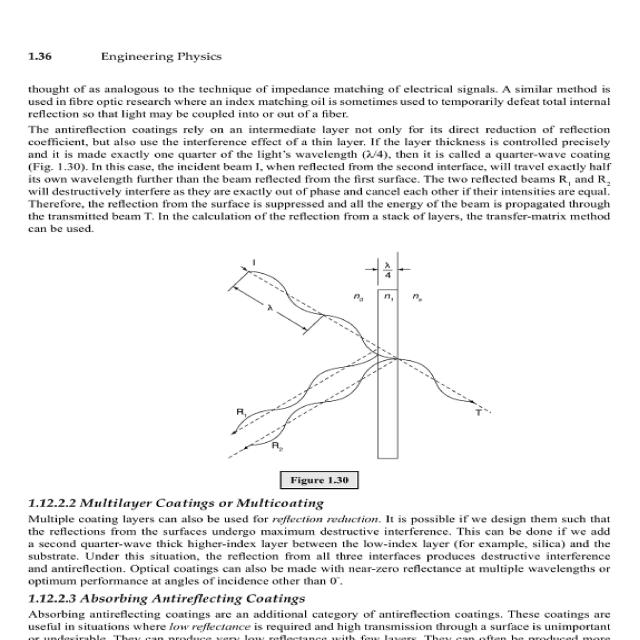 1.36 Engineering Physics
thought of as analogous to the technique of impedance matching of electrical signals. A similar method is
used in fibre optic research where an index matching oil is sometimes used to temporarily defeat total internal
reflection so that light may be coupled into or out of a fiber.
The antireflection coatings rely on an intermediate layer not only for its direct reduction of reflection
coefficient, but also use the interference effect of a thin layer. If the layer thickness is controlled precisely
and it is made exactly one quarter of the light's wavelength (λ/4), then it is called a quarter-wave coating
(Fig. 1.30). In this case, the incident beam I, when reflected from the second interface, will travel exactly half
its own wavelength further than the beam reflected from the first surface. The two reflected beams R₁ and R₂
will destructively interfere as they are exactly out of phase and cancel each other if their intensities are equal.
Therefore, the reflection from the surface is suppressed and all the energy of the beam is propagated through
the transmitted beam T. In the calculation of the reflection from a stack of layers, the transfer-matrix method
can be used.
I
λ
4
n₀ n₁ nₛ
λ
R₁
T
R₂
Figure 1.30
1.12.2.2 Multilayer Coatings or Multicoating
Multiple coating layers can also be used for reflection reduction. It is possible if we design them such that
the reflections from the surfaces undergo maximum destructive interference. This can be done if we add
a second quarter-wave thick higher-index layer between the low-index layer (for example, silica) and the
substrate. Under this situation, the reflection from all three interfaces produces destructive interference
and antireflection. Optical coatings can also be made with near-zero reflectance at multiple wavelengths or
optimum performance at angles of incidence other than 0°.
1.12.2.3 Absorbing Antireflecting Coatings
Absorbing antireflecting coatings are an additional category of antireflection coatings. These coatings are
useful in situations where low reflectance is required and high transmission through a surface is unimportant
or undesirable. They can produce very low reflectance with few layers. They can often be produced more